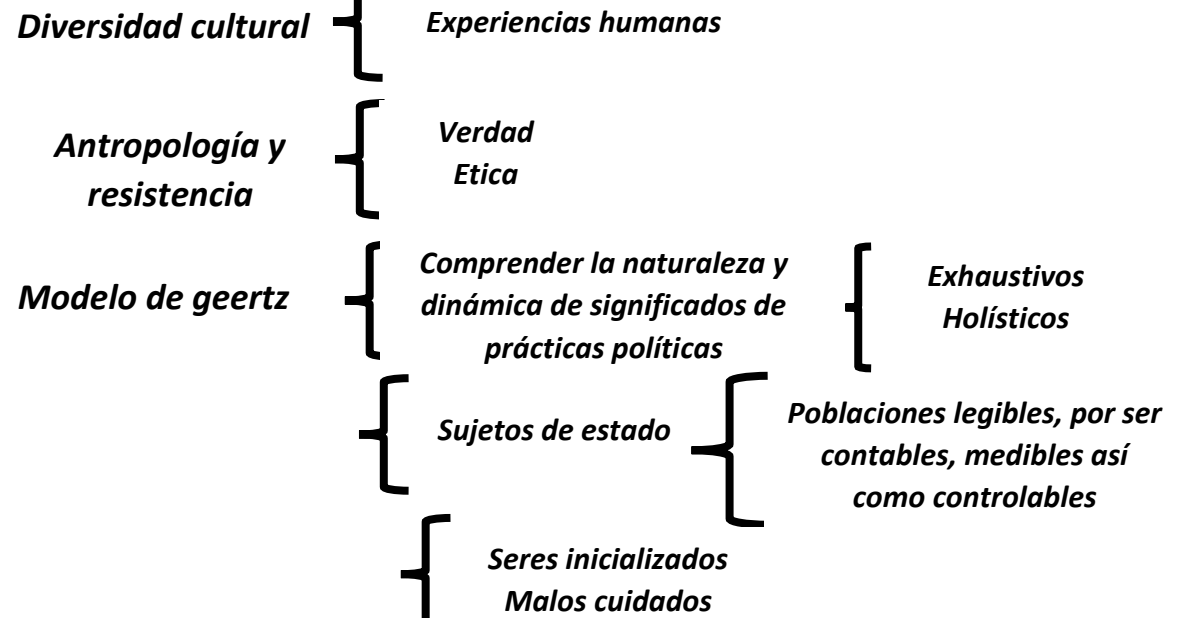 Diversidad cultural
Experiencias humanas
Antropología y
resistencia
Verdad
Etica
Modelo de geertz
Comprender la naturaleza y
dinámica de significados de
prácticas políticas
Exhaustivos
Holísticos
Sujetos de estado
Poblaciones legibles, por ser
contables, medibles así
como controlables
Seres inicializados
Malos cuidados